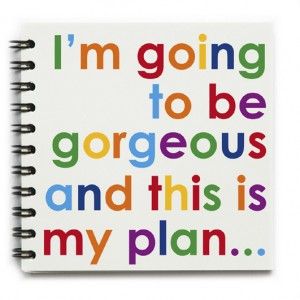 I'm going
to be
gorgeous
and this is
my plan...